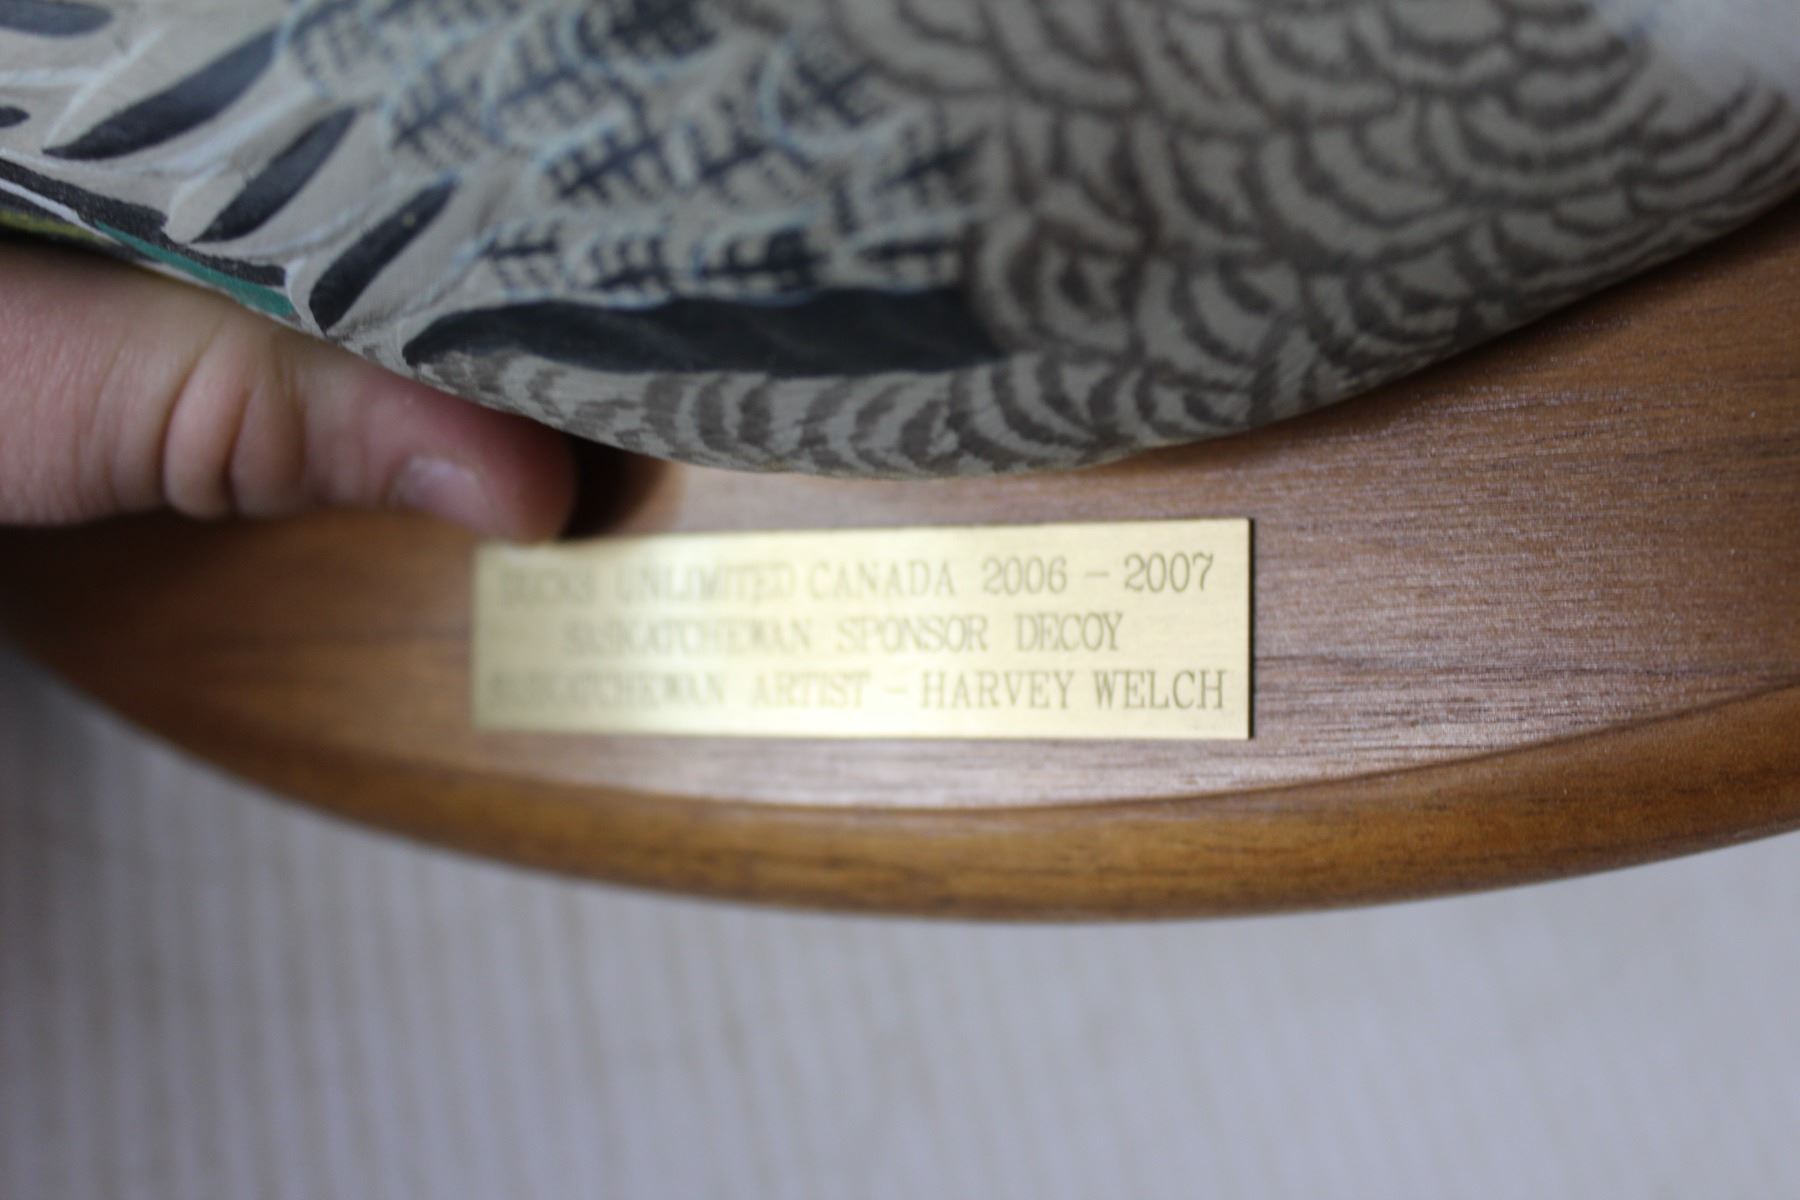 DUCKS UNLIMITED CANADA 2006 - 2007
SASKATCHEWAN SPONSOR DECOY
SASKATCHEWAN ARTIST - HARVEY WELCH